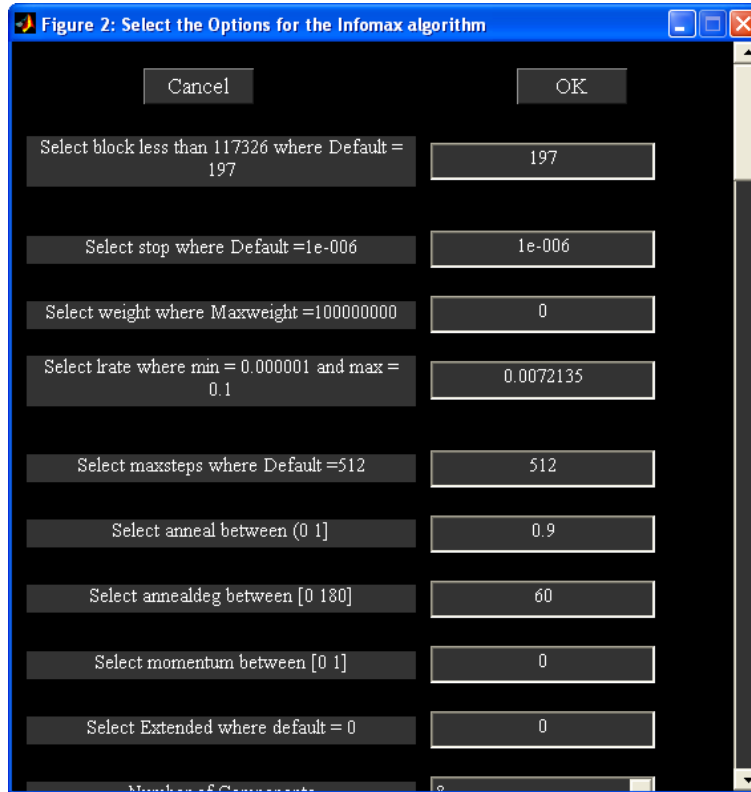 Figure 2: Select the Options for the Infomax algorithm
Cancel
OK
Select block less than 117326 where Default =
197
197
Select stop where Default =1e-006
1e-006
Select weight where Maxweight =100000000
0
Select lrate where min = 0.000001 and max =
0.1
0.0072135
Select maxsteps where Default =512
512
Select anneal between (0 1]
0.9
Select annealdeg between [0 180]
60
Select momentum between [0 1]
0
Select Extended where default = 0
0
Number of Components
8